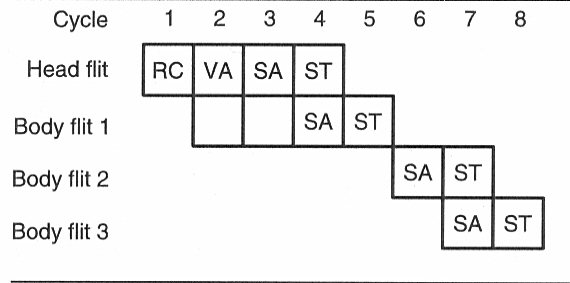 Cycle 1 2 3 4 5 6 7 8
Head flit RC VA SA ST
Body flit 1 SA ST
Body flit 2 SA ST
Body flit 3 SA ST